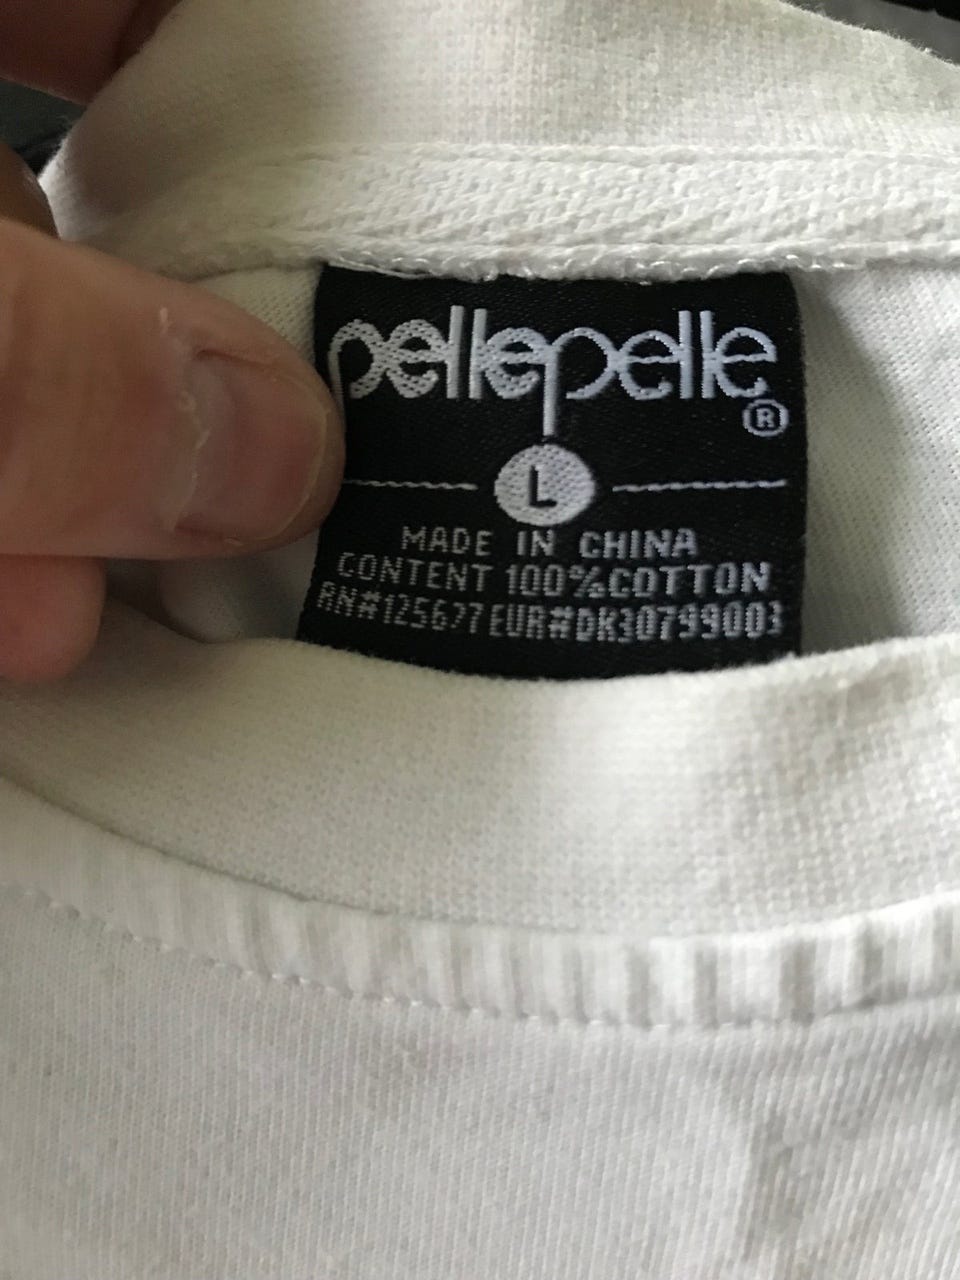 pellepelle
®
L
MADE IN CHINA
CONTENT 100%COTTON
RN#125677 EUR#DK30799003